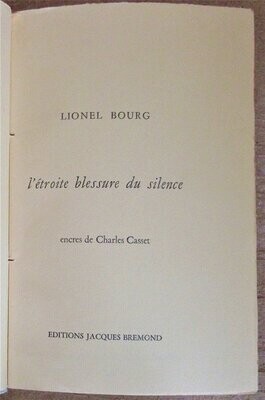 LIONEL BOURG
l'étroite blessure du silence
encres de Charles Casset
EDITIONS JACQUES BREMOND